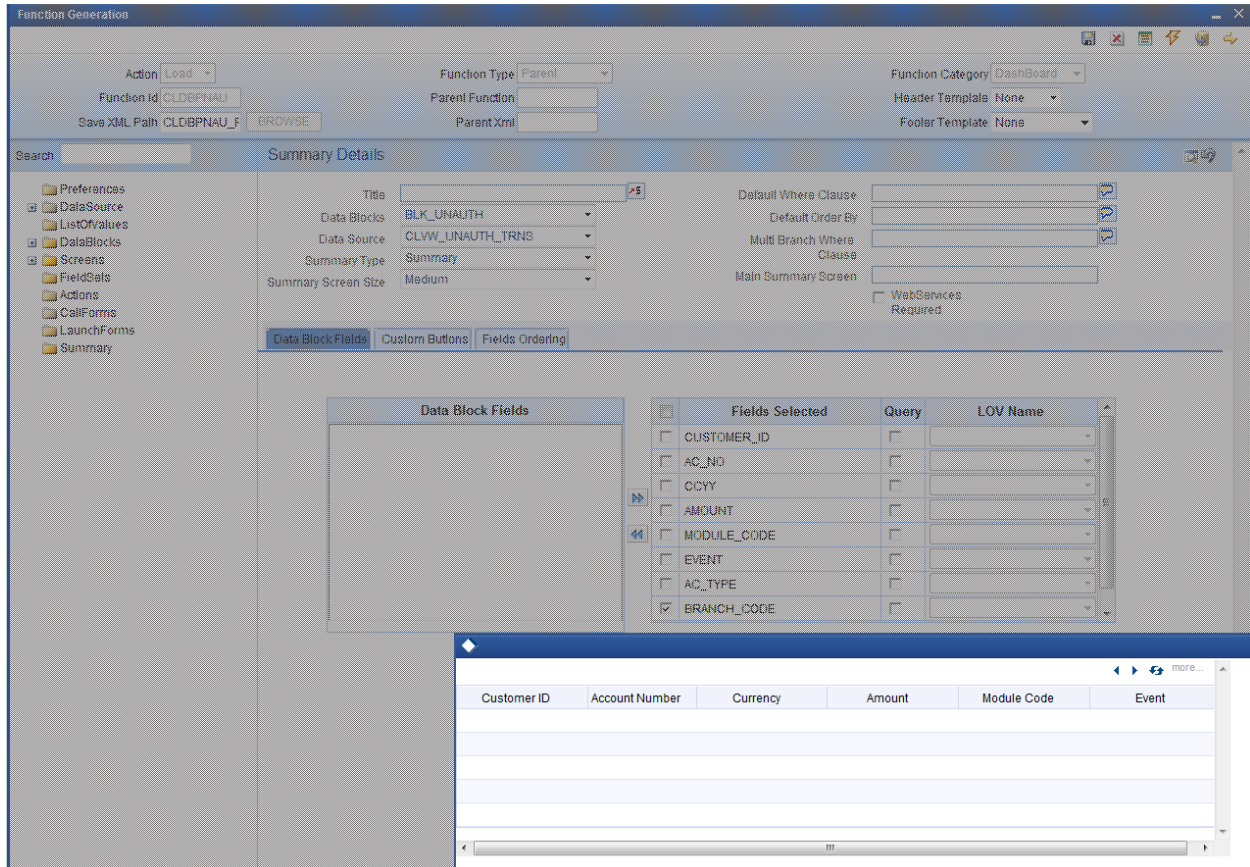 Function Generation
Action Load Function Type Parent Function Category DashBoard
Function Id CLDBPNAU Parent Function Header Template None
Save XML Path CLDBPNAU_F BROWSE Parent Xml Footer Template None
Search Summary Details
Preferences
DataSource
ListOfValues
DataBlocks
Screens
FieldSets
Actions
CallForms
LaunchForms
Summary
Title
Data Blocks BLK_UNAUTH
Data Source CLVW_UNAUTH_TRNS
Summary Type Summary
Summary Screen Size Medium
Default Where Clause
Default Order By
Multi Branch Where
Clause
Main Summary Screen
WebServices
Required
Data Block Fields Custom Buttons Fields Ordering
Data Block Fields
Fields Selected Query LOV Name
CUSTOMER_ID
AC_NO
CCYY
AMOUNT
MODULE_CODE
EVENT
AC_TYPE
BRANCH_CODE
more...
Customer ID Account Number Currency Amount Module Code Event